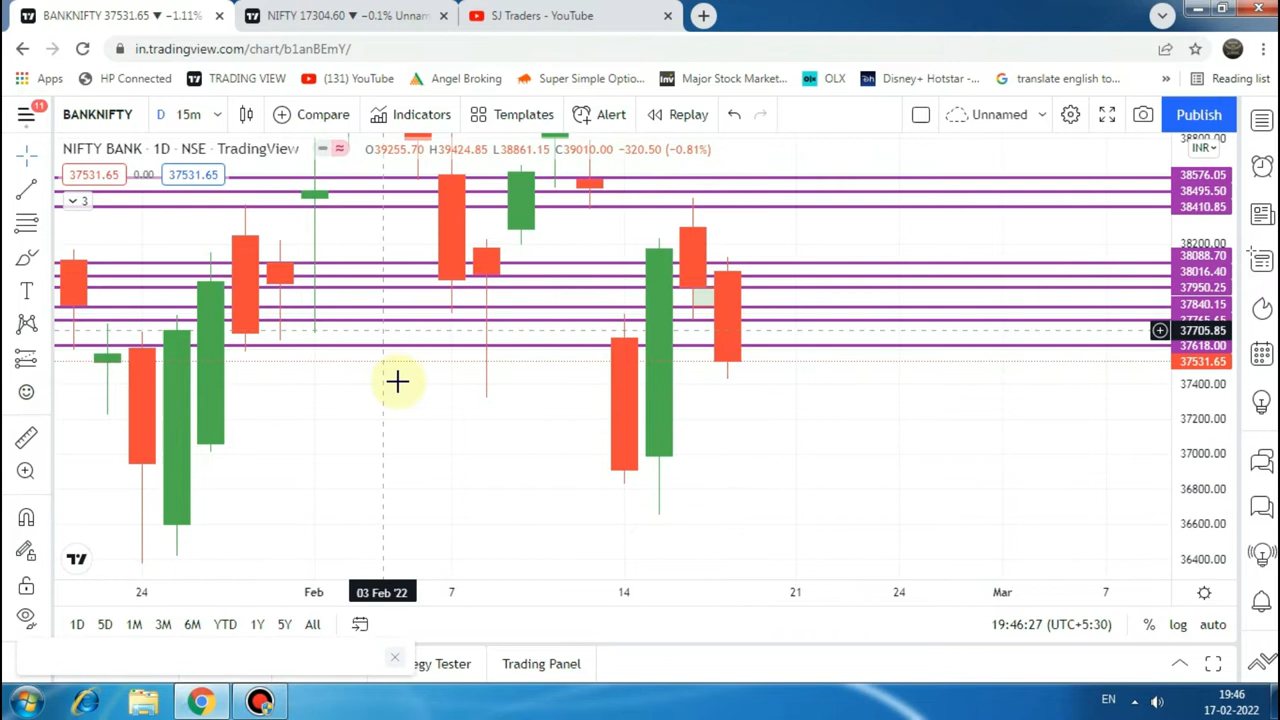 BANKNIFTY 37531.65 ▼ −1.11%
NIFTY 17304.60 ▼ −0.1% Unnam
SJ Traders - YouTube
in.tradingview.com/chart/b1anBEmY/
Apps
HP Connected
TRADING VIEW
(131) YouTube
Angel Broking
Super Simple Optio...
Major Stock Market...
OLX
Disney+ Hotstar -...
translate english to...
»
Reading list
11
BANKNIFTY
D
15m
Compare
Indicators
Templates
Alert
Replay
Unnamed
Publish
NIFTY BANK · 1D · NSE · TradingView
O39255.70 H39424.85 L38861.15 C39010.00 −320.50 (−0.81%)
37531.65
0.00
37531.65
3
INR
38800.00
38576.05
38495.50
38410.85
38200.00
38088.70
38016.40
37950.25
37840.15
37765.65
37705.85
37618.00
37531.65
37400.00
37200.00
37000.00
36800.00
36600.00
36400.00
24
Feb
03 Feb '22
7
14
21
24
Mar
7
1D
5D
1M
3M
6M
YTD
1Y
5Y
All
19:46:27 (UTC+5:30)
%
log
auto
egy Tester
Trading Panel
EN
19:46
17-02-2022